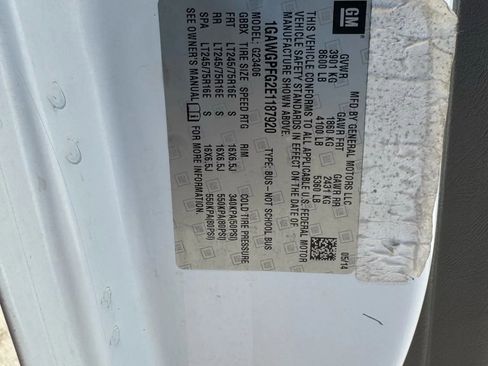 GM
MFD BY GENERAL MOTORS LLC
05/14
GVWR GAWR FRT GAWR RR
3901 KG 1860 KG 2431 KG
8600 LB 4100 LB 5360 LB
THIS VEHICLE CONFORMS TO ALL APPLICABLE U.S. FEDERAL MOTOR
VEHICLE SAFETY STANDARDS IN EFFECT ON THE DATE OF
MANUFACTURE SHOWN ABOVE.
1GAWGPFG2E1187920 TYPE: BUS - NOT SCHOOL BUS
MODEL: G23406
GBBX TIRE SIZE SPEED RTG RIM COLD TIRE PRESSURE
FRT LT245/75R16E S 16X6.5J 340KPA(50PSI)
RR LT245/75R16E S 16X6.5J 550KPA(80PSI)
SPA LT245/75R16E S 16X6.5J 550KPA(80PSI)
SEE OWNER'S MANUAL FOR MORE INFORMATION.